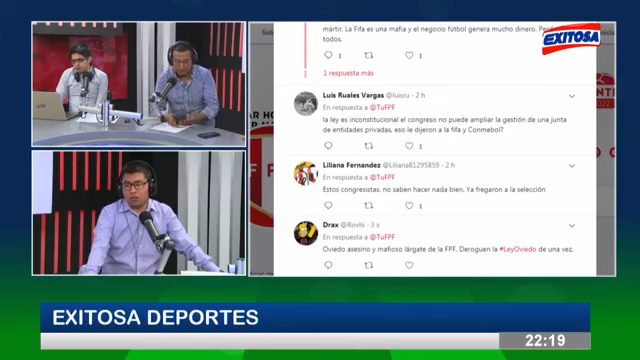 mártir. La Fifa es una mafia y el negocio fútbol genera mucho dinero.
todos.
1
1
1 respuesta más
EXITOSA
Luis Ruales Vargas @luisru · 2 h
En respuesta a @TuFPF
la ley es inconstitucional el congreso no puede ampliar la gestión de una junta
de entidades privadas, eso le dijeron a la fifa y Conmebol?
1
Liliana Fernandez @Liliana81295859 · 2 h
En respuesta a @TuFPF
Estos congresistas, no saben hacer nada bien. Ya fregaron a la selección
1
Drax @Rovhi · 3 s
En respuesta a @TuFPF
Oviedo asesino y mafioso lárgate de la FPF. Deroguen la #LeyOviedo de una vez.
EXITOSA DEPORTES
22:19